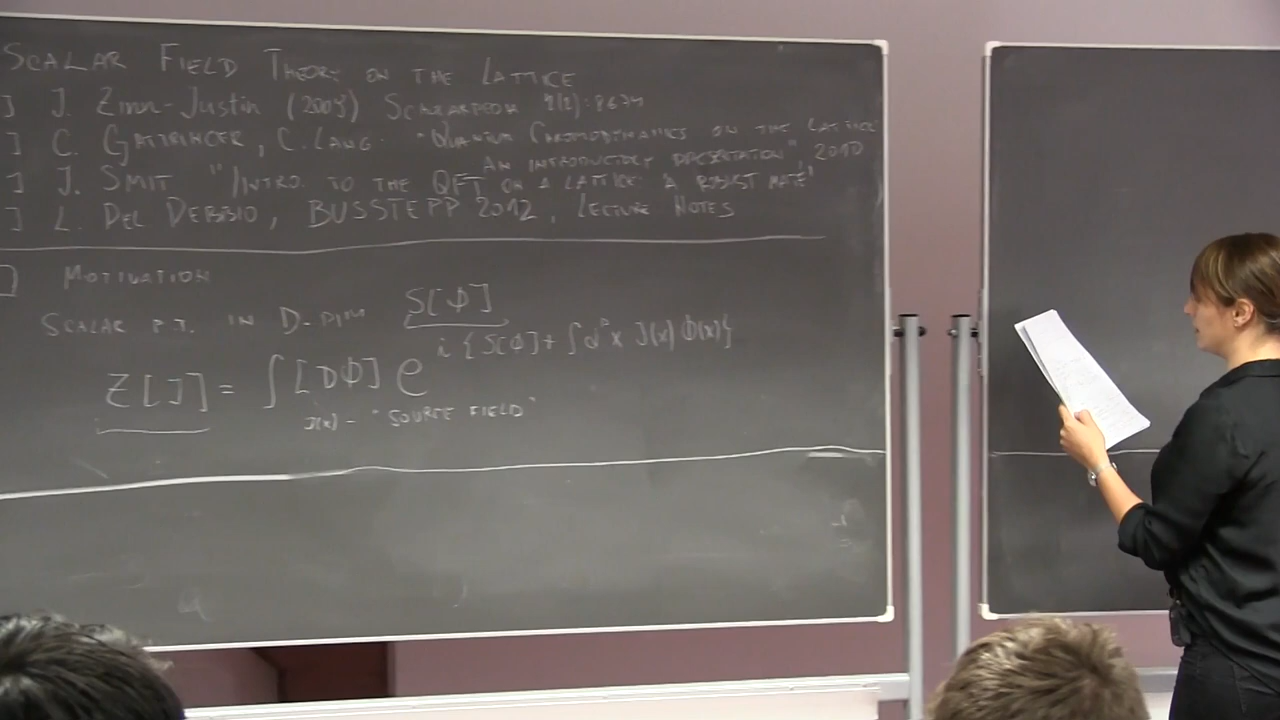 SCALAR FIELD THEORY ON THE LATTICE
] J. ZINN-JUSTIN (2003) SCHOLARPEDIA
] C. GATTRINGER, C. LANG "QUANTUM CHROMODYNAMICS ON THE LATTICE
AN INTRODUCTORY PRESENTATION", 2010
] J. SMIT "INTRO. TO THE QFT ON A LATTICE: A ROBUST MATE"
] L. DEL DEBBIO, BUSSTEPP 2012, LECTURE NOTES
] MOTIVATION
SCALAR P.T. IN D-DIM S[Φ]
Z[J] = ∫[DΦ] e^{i{S[Φ]+∫d^D x J(x)Φ(x)}}
J(x) - "SOURCE FIELD"